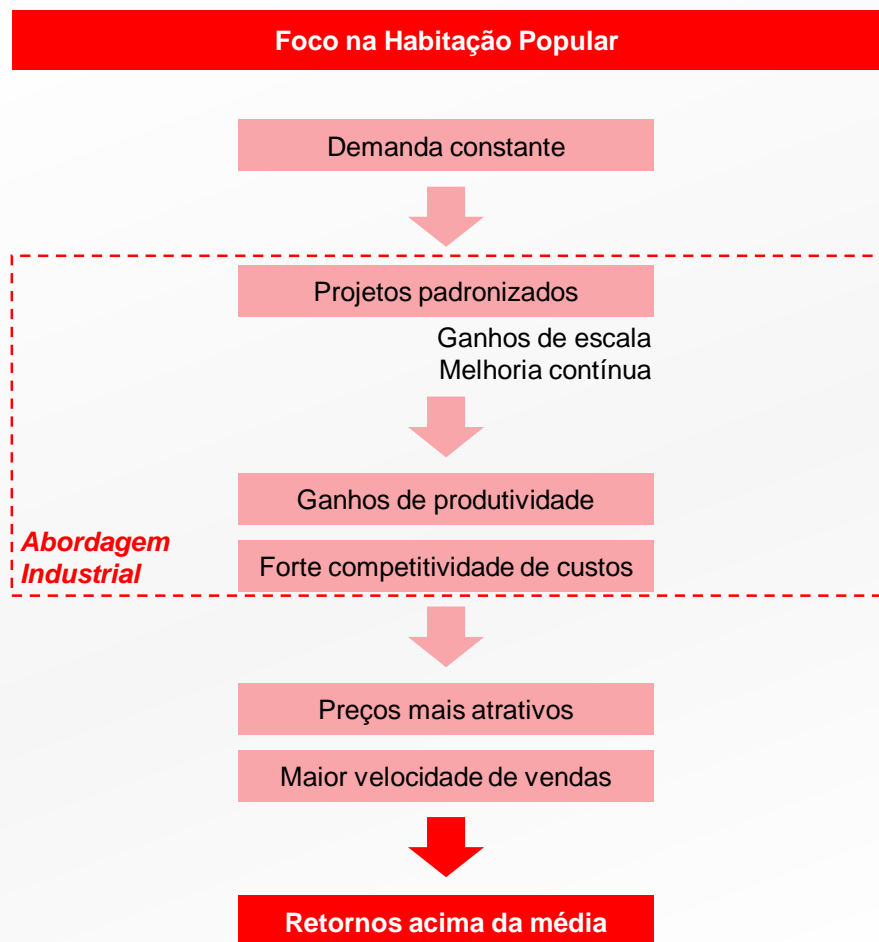 Foco na Habitação Popular
Demanda constante
Projetos padronizados
Ganhos de escala
Melhoria contínua
Ganhos de produtividade
Abordagem
Industrial
Forte competitividade de custos
Preços mais atrativos
Maior velocidade de vendas
Retornos acima da média